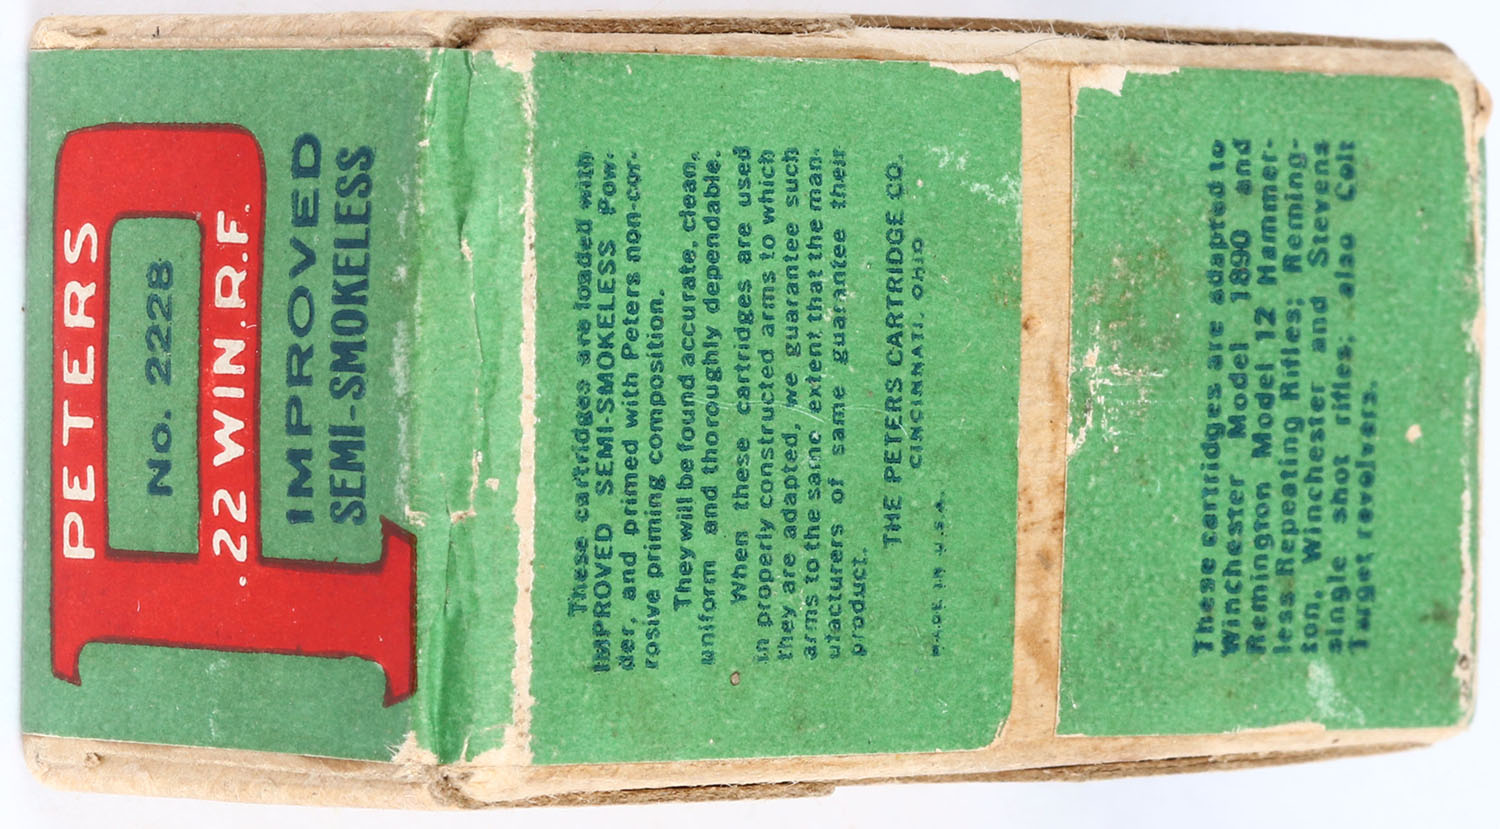 PETERS
No. 2228
.22 WIN. R.F.
IMPROVED
SEMI-SMOKELESS
These cartridges are loaded with
IMPROVED SEMI-SMOKELESS Pow-
der, and primed with Peters non-cor-
rosive priming composition.
They will be found accurate, clean,
uniform and thoroughly dependable.
When these cartridges are used
in properly constructed arms to which
they are adapted, we guarantee such
arms to the same extent that the man-
ufacturers of same guarantee their
product.
THE PETERS CARTRIDGE CO.
CINCINNATI, OHIO
MADE IN U.S.A.
These cartridges are adapted to
Winchester Model 1890 and
Remington Model 12 Hammer-
less Repeating Rifles; Reming-
ton, Winchester and Stevens
single shot rifles; also Colt
Target revolvers.